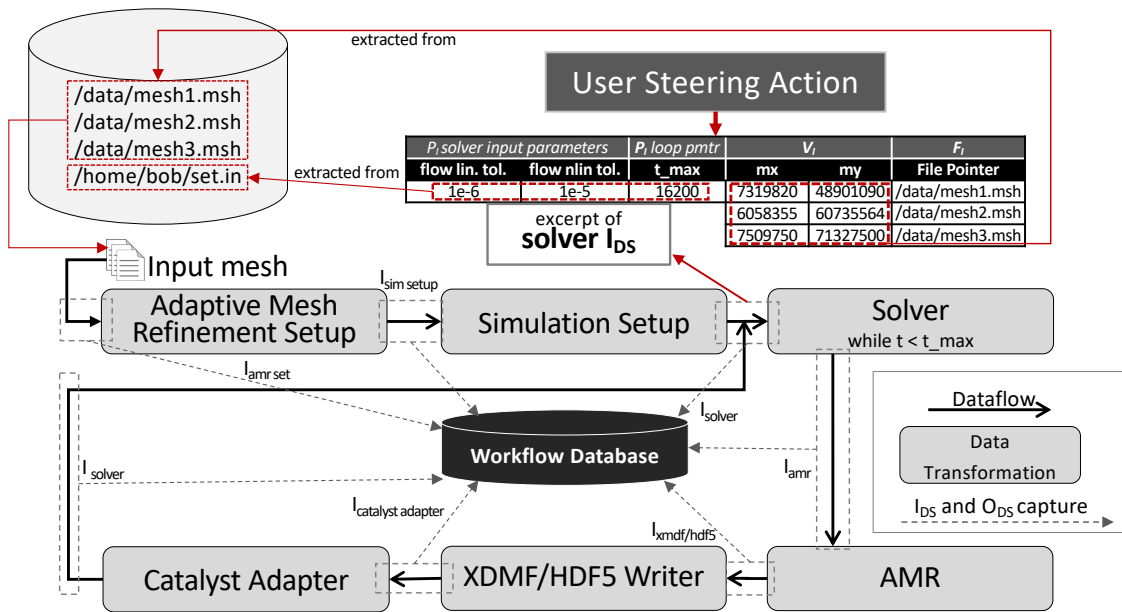 extracted from
/data/mesh1.msh
/data/mesh2.msh
/data/mesh3.msh
/home/bob/set.in
User Steering Action
extracted from
P_I solver input parameters P_I loop pmtr V_I F_I
flow lin. tol. flow nlin tol. t_max mx my File Pointer
1e-6 1e-5 16200 7319820 48901090 /data/mesh1.msh
6058355 60735564 /data/mesh2.msh
7509750 71327500 /data/mesh3.msh
excerpt of
solver I_DS
Input mesh
Adaptive Mesh
Refinement Setup
I_sim setup
Simulation Setup
Solver
while t < t_max
I_amr set
I_solver
Workflow Database
I_solver
I_amr
I_catalyst adapter
I_xmdf/hdf5
Catalyst Adapter
XDMF/HDF5 Writer
AMR
Dataflow
Data
Transformation
I_DS and O_DS capture